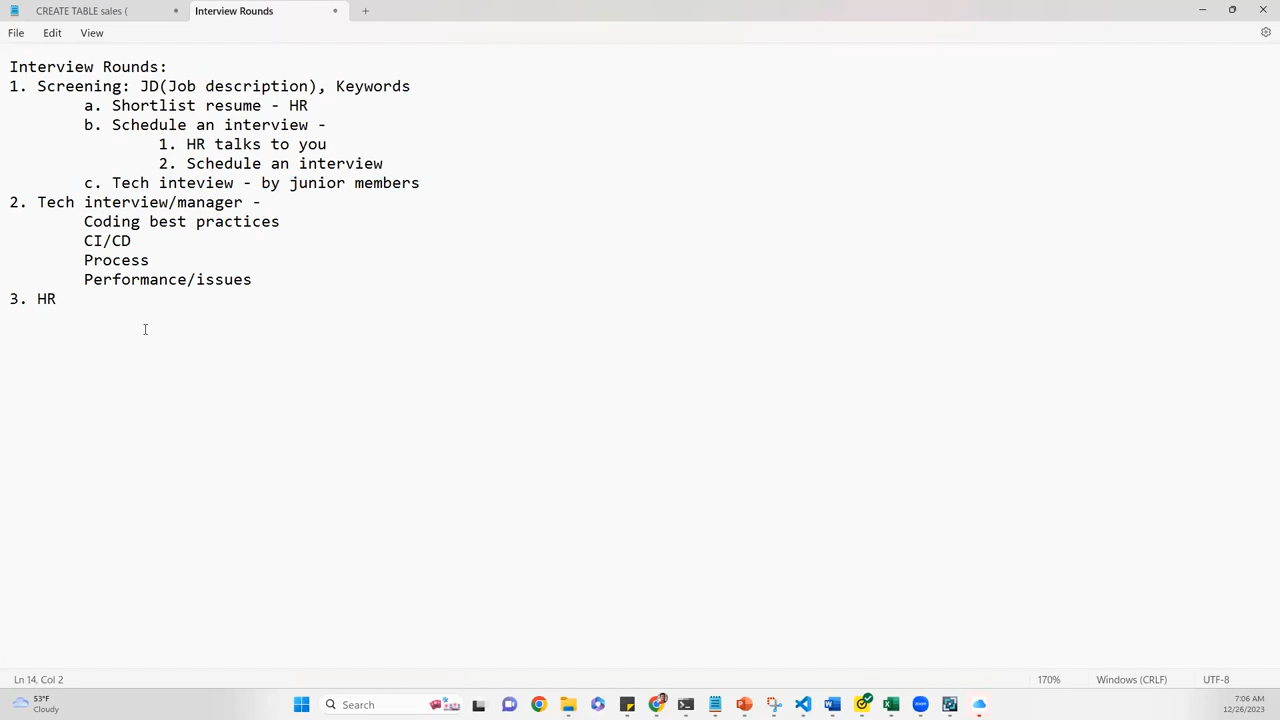 CREATE TABLE sales (
Interview Rounds
File Edit View
Interview Rounds:
1. Screening: JD(Job description), Keywords
a. Shortlist resume - HR
b. Schedule an interview -
1. HR talks to you
2. Schedule an interview
c. Tech inteview - by junior members
2. Tech interview/manager -
Coding best practices
CI/CD
Process
Performance/issues
3. HR
Ln 14, Col 2
170%
Windows (CRLF)
UTF-8
53°F
Cloudy
Search
7:06 AM
12/26/2023